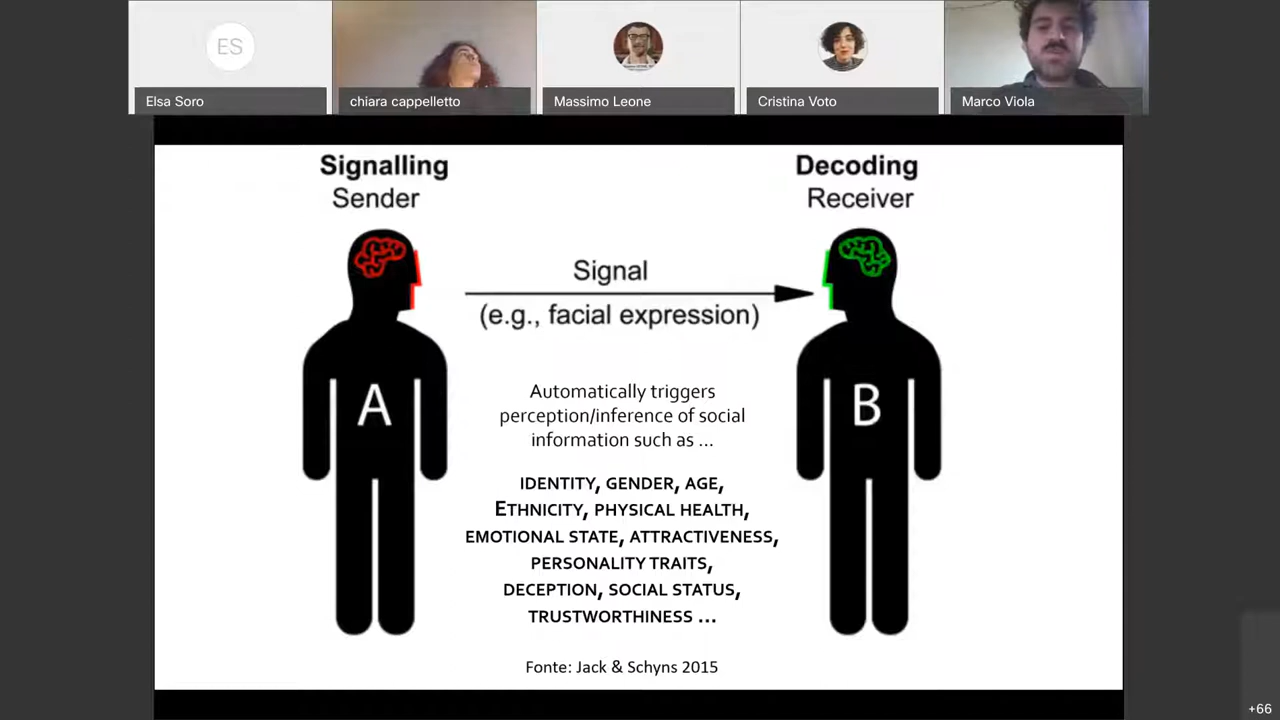 ES
Elsa Soro
chiara cappelletto
Massimo Leone
Cristina Voto
Marco Viola
Signalling
Sender
Decoding
Receiver
Signal
(e.g., facial expression)
A
B
Automatically triggers
perception/inference of social
information such as ...
IDENTITY, GENDER, AGE,
ETHNICITY, PHYSICAL HEALTH,
EMOTIONAL STATE, ATTRACTIVENESS,
PERSONALITY TRAITS,
DECEPTION, SOCIAL STATUS,
TRUSTWORTHINESS ...
Fonte: Jack & Schyns 2015
+66